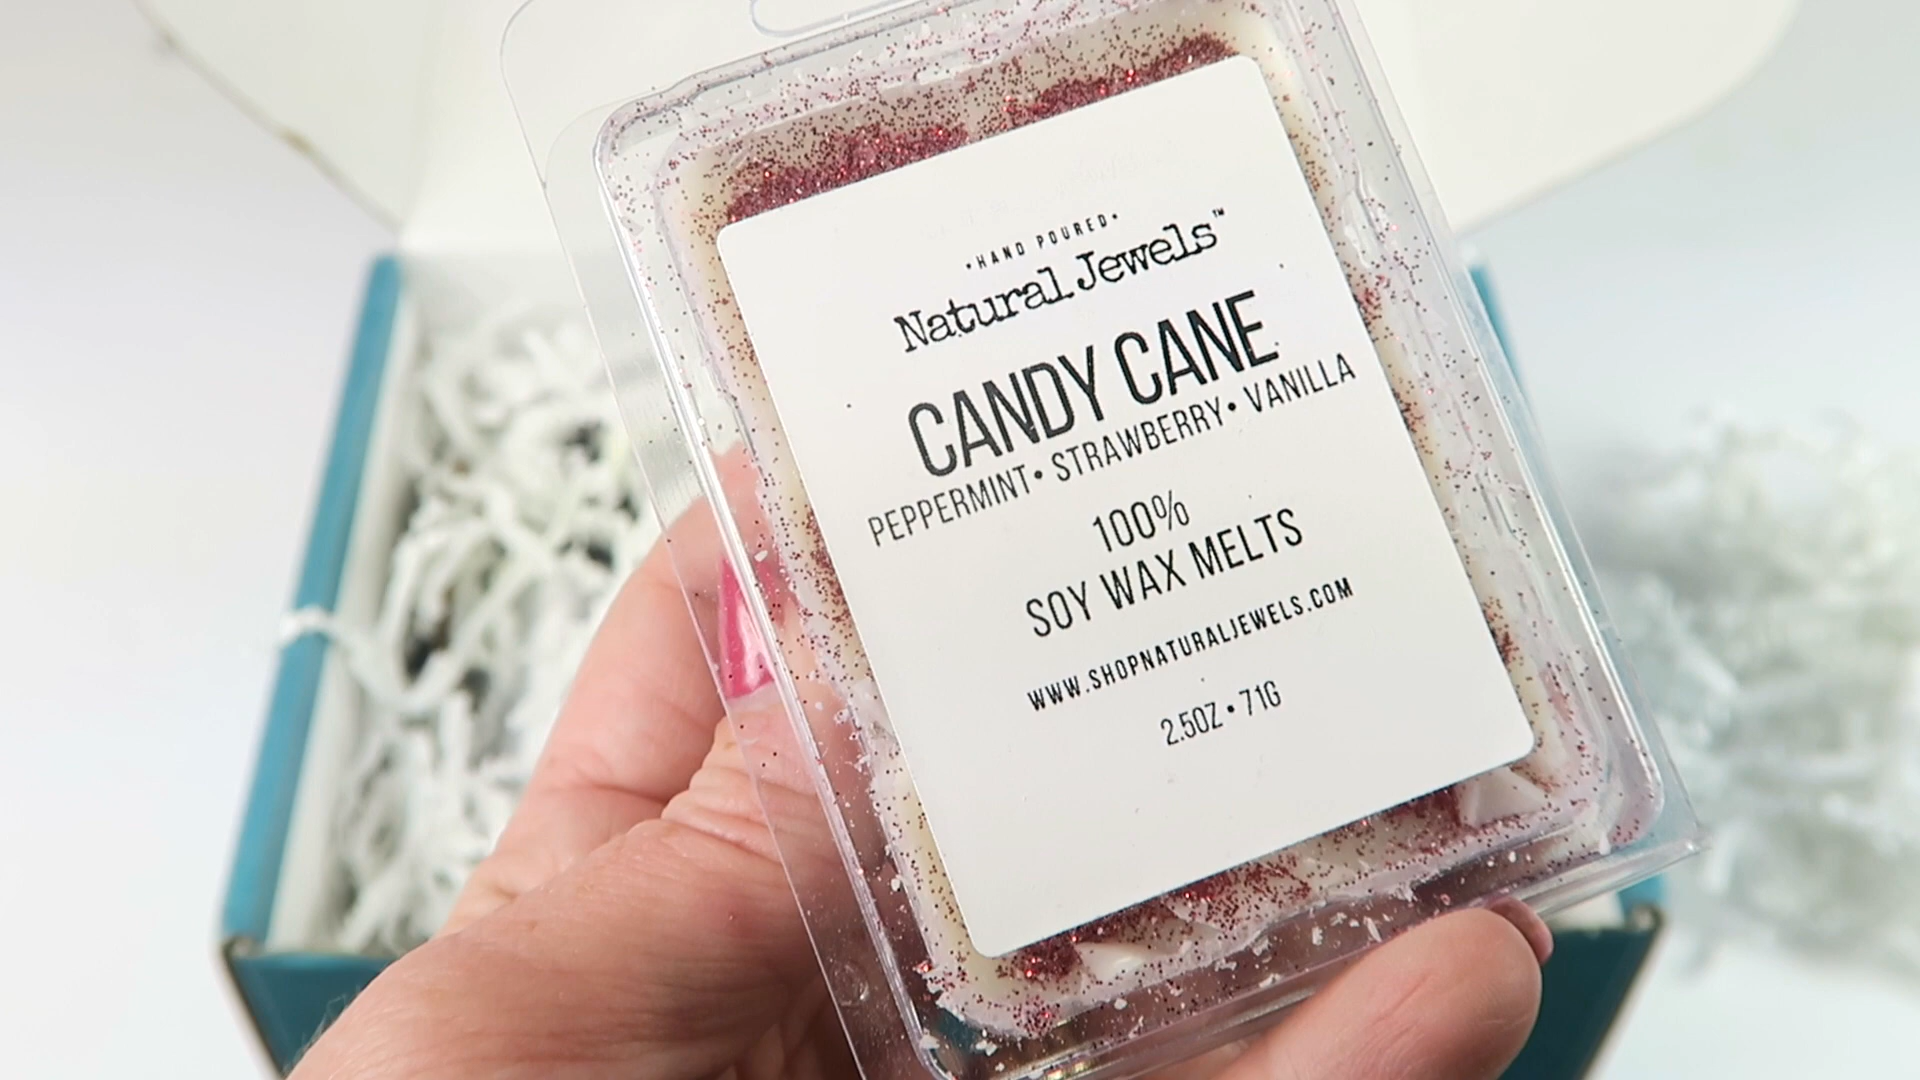 •HAND POURED•
Natural Jewels™
CANDY CANE
PEPPERMINT• STRAWBERRY• VANILLA
100%
SOY WAX MELTS
WWW.SHOPNATURALJEWELS.COM
2.5OZ • 71G